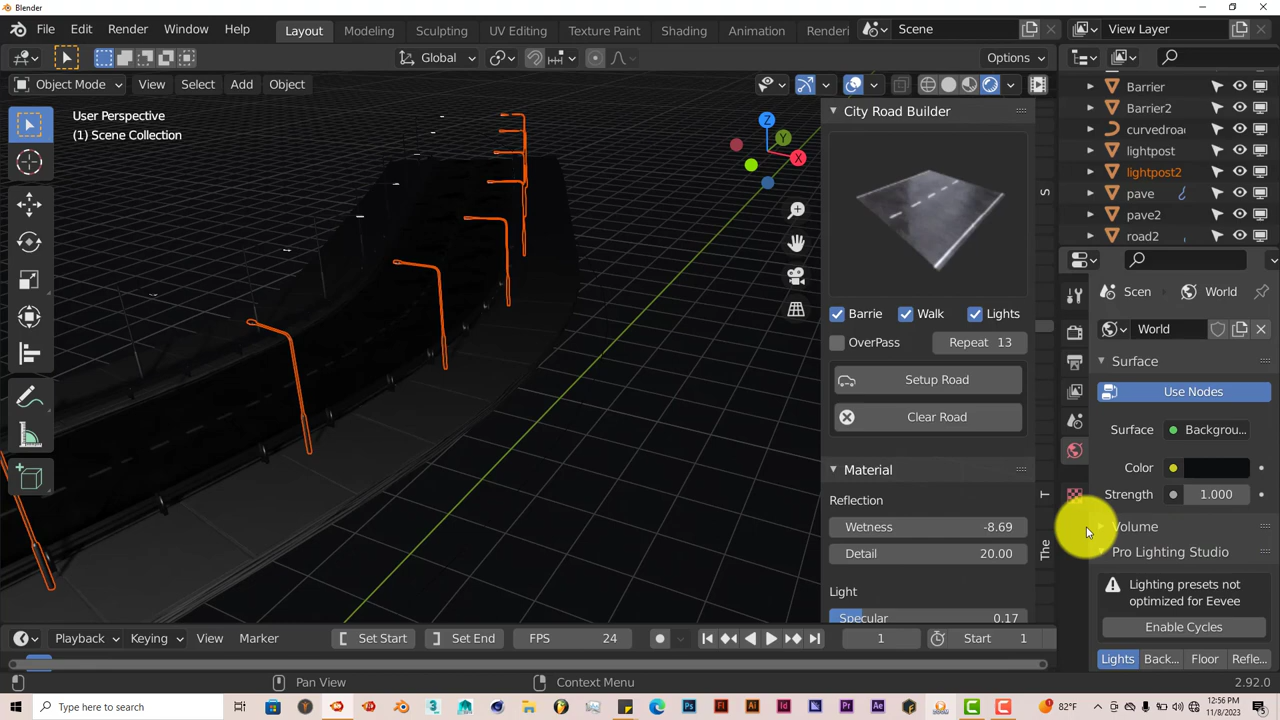 Blender
File Edit Render Window Help
Layout Modeling Sculpting UV Editing Texture Paint Shading Animation Renderi
Scene
View Layer
Global
Options
Object Mode View Select Add Object
User Perspective
(1) Scene Collection
Z
Y
X
City Road Builder
Barrie Walk Lights
OverPass Repeat 13
Setup Road
Clear Road
Material
Reflection
Wetness -8.69
Detail 20.00
Light
Specular 0.17
S
T
The
Barrier
Barrier2
curvedroa
lightpost
lightpost2
pave
pave2
road2
Scen World
World
Surface
Use Nodes
Surface Backgrou...
Color
Strength 1.000
Volume
Pro Lighting Studio
Lighting presets not
optimized for Eevee
Enable Cycles
Lights Back... Floor Refle...
Playback Keying View Marker
Set Start Set End FPS 24
1 Start 1
Pan View Context Menu
2.92.0
Type here to search
82°F
12:56 PM
11/8/2023